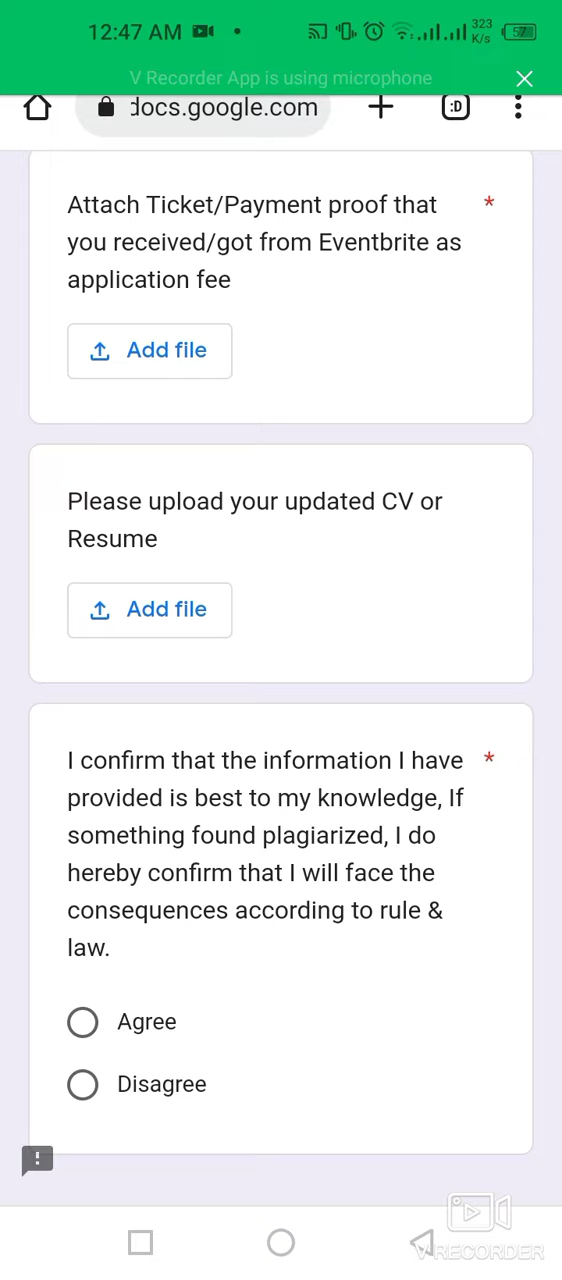 12:47 AM
323
K/s
57
V Recorder App is using microphone
docs.google.com
:D
Attach Ticket/Payment proof that *
you received/got from Eventbrite as
application fee
Add file
Please upload your updated CV or
Resume
Add file
I confirm that the information I have *
provided is best to my knowledge, If
something found plagiarized, I do
hereby confirm that I will face the
consequences according to rule &
law.
Agree
Disagree
V RECORDER